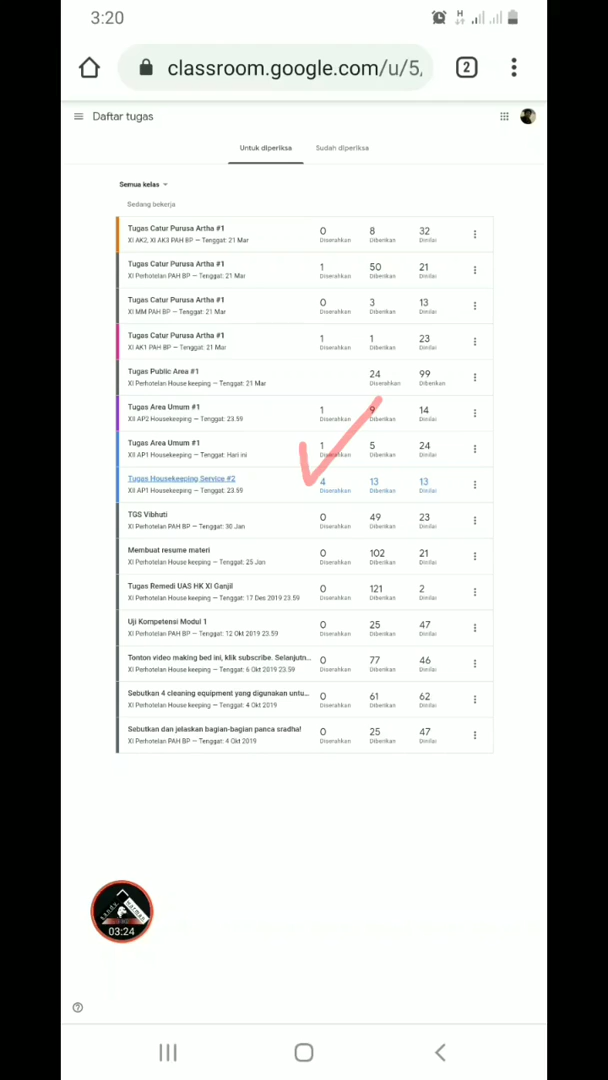 3:20
H
classroom.google.com/u/5,
2
Daftar tugas
Untuk diperiksa
Sudah diperiksa
Semua kelas
Sedang bekerja
Tugas Catur Purusa Artha #1
XI AK2, XI AK3 PAH BP — Tenggat: 21 Mar
0 8 32
Diserahkan Diberikan Dinilai
Tugas Catur Purusa Artha #1
XI Perhotelan PAH BP — Tenggat: 21 Mar
1 50 21
Diserahkan Diberikan Dinilai
Tugas Catur Purusa Artha #1
XI MM PAH BP — Tenggat: 21 Mar
0 3 13
Diserahkan Diberikan Dinilai
Tugas Catur Purusa Artha #1
XI AK1 PAH BP — Tenggat: 21 Mar
1 1 23
Diserahkan Diberikan Dinilai
Tugas Public Area #1
XI Perhotelan House keeping — Tenggat: 21 Mar
24 99
Diserahkan Diberikan
Tugas Area Umum #1
XII AP2 Housekeeping — Tenggat: 23.59
1 9 14
Diserahkan Diberikan Dinilai
Tugas Area Umum #1
XII AP1 Housekeeping — Tenggat: Hari ini
1 5 24
Diserahkan Diberikan Dinilai
Tugas Housekeeping Service #2
XII AP1 Housekeeping — Tenggat: 23.59
4 13 13
Diserahkan Diberikan Dinilai
TGS Vibhuti
XI Perhotelan PAH BP — Tenggat: 30 Jan
0 49 23
Diserahkan Diberikan Dinilai
Membuat resume materi
XI Perhotelan House keeping — Tenggat: 25 Jan
0 102 21
Diserahkan Diberikan Dinilai
Tugas Remedi UAS HK XI Ganjil
XI Perhotelan House keeping — Tenggat: 17 Des 2019 23.59
0 121 2
Diserahkan Diberikan Dinilai
Uji Kompetensi Modul 1
XI Perhotelan PAH BP — Tenggat: 12 Okt 2019 23.59
0 25 47
Diserahkan Diberikan Dinilai
Tonton video making bed ini, klik subscribe. Selanjutn...
XI Perhotelan House keeping — Tenggat: 6 Okt 2019 23.59
0 77 46
Diserahkan Diberikan Dinilai
Sebutkan 4 cleaning equipment yang digunakan untu...
XI Perhotelan House keeping — Tenggat: 4 Okt 2019
0 61 62
Diserahkan Diberikan Dinilai
Sebutkan dan jelaskan bagian-bagian panca sradha!
XI Perhotelan PAH BP — Tenggat: 4 Okt 2019
0 25 47
Diserahkan Diberikan Dinilai
03:24